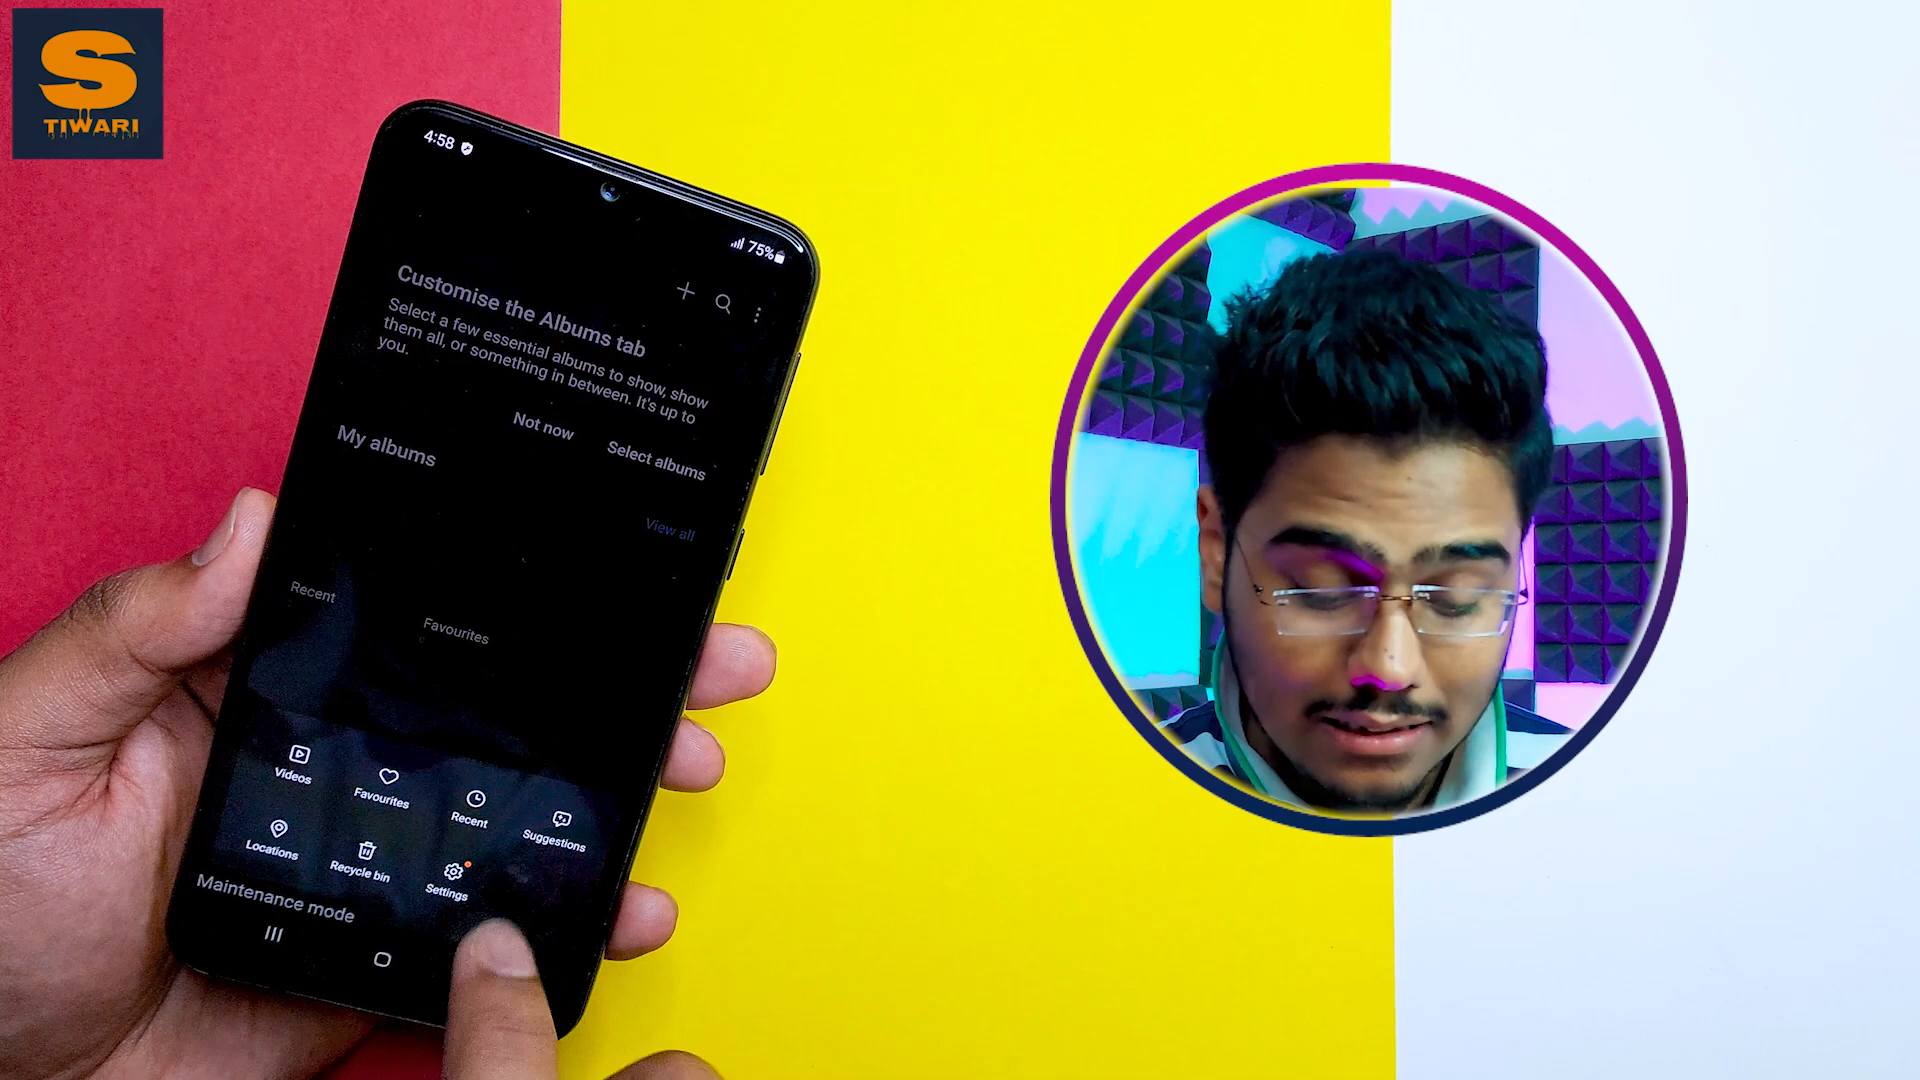 S
TIWARI
4:58
75%
Customise the Albums tab
Select a few essential albums to show, show
them all, or something in between. It's up to
you.
Not now
Select albums
My albums
View all
Recent
Favourites
Videos
Favourites
Recent
Suggestions
Locations
Recycle bin
Settings
Maintenance mode